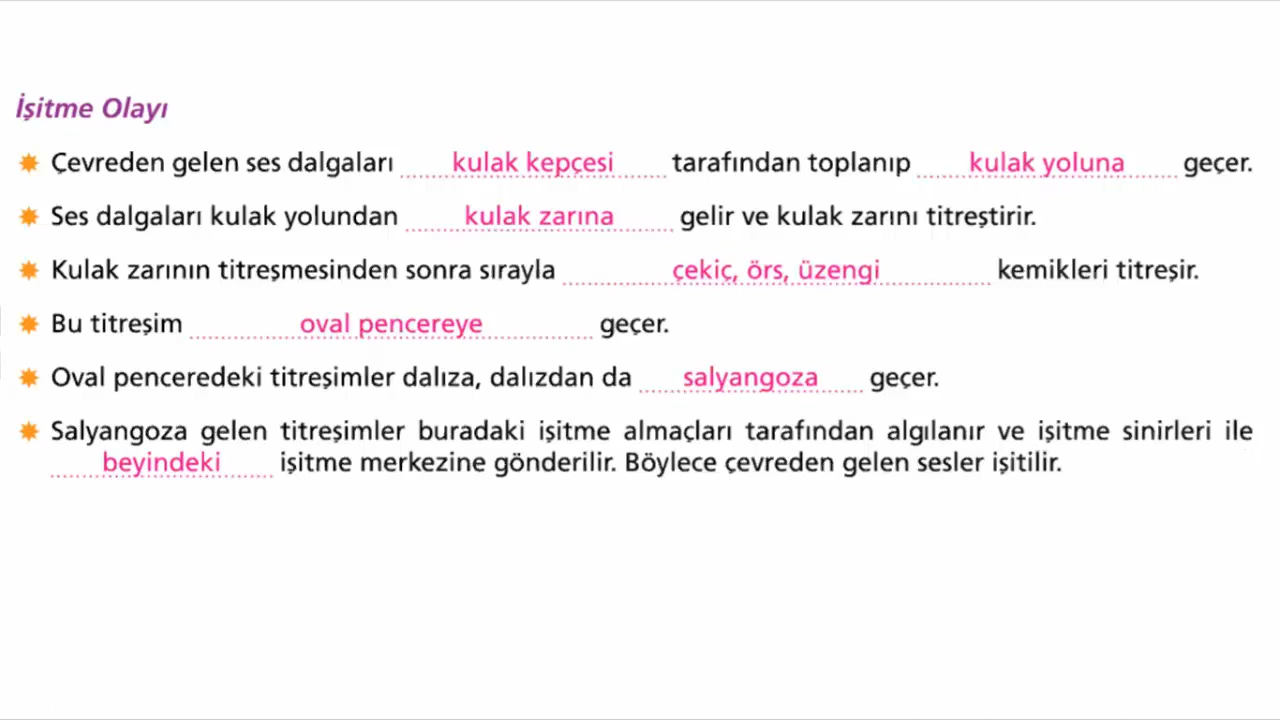 İşitme Olayı
Çevreden gelen ses dalgaları kulak kepçesi tarafından toplanıp kulak yoluna geçer.
Ses dalgaları kulak yolundan kulak zarına gelir ve kulak zarını titreştirir.
Kulak zarının titreşmesinden sonra sırayla çekiç, örs, üzengi kemikleri titreşir.
Bu titreşim oval pencereye geçer.
Oval penceredeki titreşimler dalıza, dalızdan da salyangoza geçer.
Salyangoza gelen titreşimler buradaki işitme almaçları tarafından algılanır ve işitme sinirleri ile
beyindeki işitme merkezine gönderilir. Böylece çevreden gelen sesler işitilir.